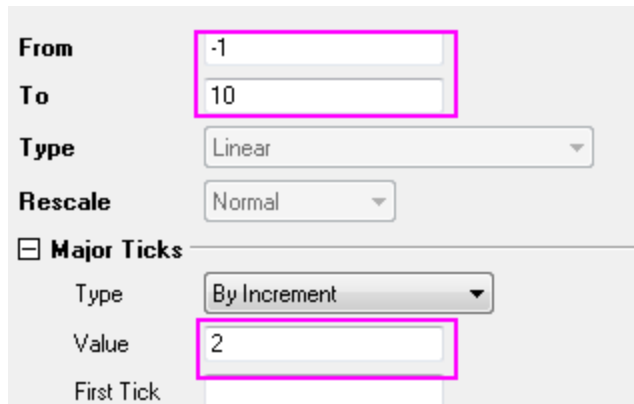 From -1
To 10
Type Linear
Rescale Normal
Major Ticks
Type By Increment
Value 2
First Tick